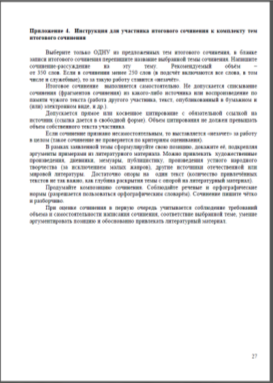 Приложение 4. Инструкция для участника итогового сочинения к комплекту тем
итогового сочинения
Выберите только ОДНУ из предложенных тем итогового сочинения, в бланке
записи итогового сочинения перепишите название выбранной темы сочинения. Напишите
сочинение-рассуждение на эту тему. Рекомендуемый объём –
от 350 слов. Если в сочинении менее 250 слов (в подсчёт включаются все слова, в том
числе и служебные), то за такую работу ставится «незачёт».
Итоговое сочинение выполняется самостоятельно. Не допускается списывание
сочинения (фрагментов сочинения) из какого-либо источника или воспроизведение по
памяти чужого текста (работа другого участника, текст, опубликованный в бумажном и
(или) электронном виде, и др.).
Допускается прямое или косвенное цитирование с обязательной ссылкой на
источник (ссылка дается в свободной форме). Объем цитирования не должен превышать
объем собственного текста участника.
Если сочинение признано несамостоятельным, то выставляется «незачет» за работу
в целом (такое сочинение не проверяется по критериям оценивания).
В рамках заявленной темы сформулируйте свою позицию, докажите её, подкрепляя
аргументы примерами из литературного материала. Можно привлекать художественные
произведения, дневники, мемуары, публицистику, произведения устного народного
творчества (за исключением малых жанров), другие источники отечественной или
мировой литературы. Достаточно опоры на один текст (количество привлечённых
текстов не так важно, как глубина раскрытия темы с опорой на литературный материал).
Продумайте композицию сочинения. Соблюдайте речевые и орфографические
нормы (разрешается пользоваться орфографическим словарём). Сочинение пишите чётко
и разборчиво.
При оценке сочинения в первую очередь учитывается соблюдение требований
объема и самостоятельности написания сочинения, соответствие выбранной теме, умение
аргументировать позицию и обоснованно привлекать литературный материал.
27